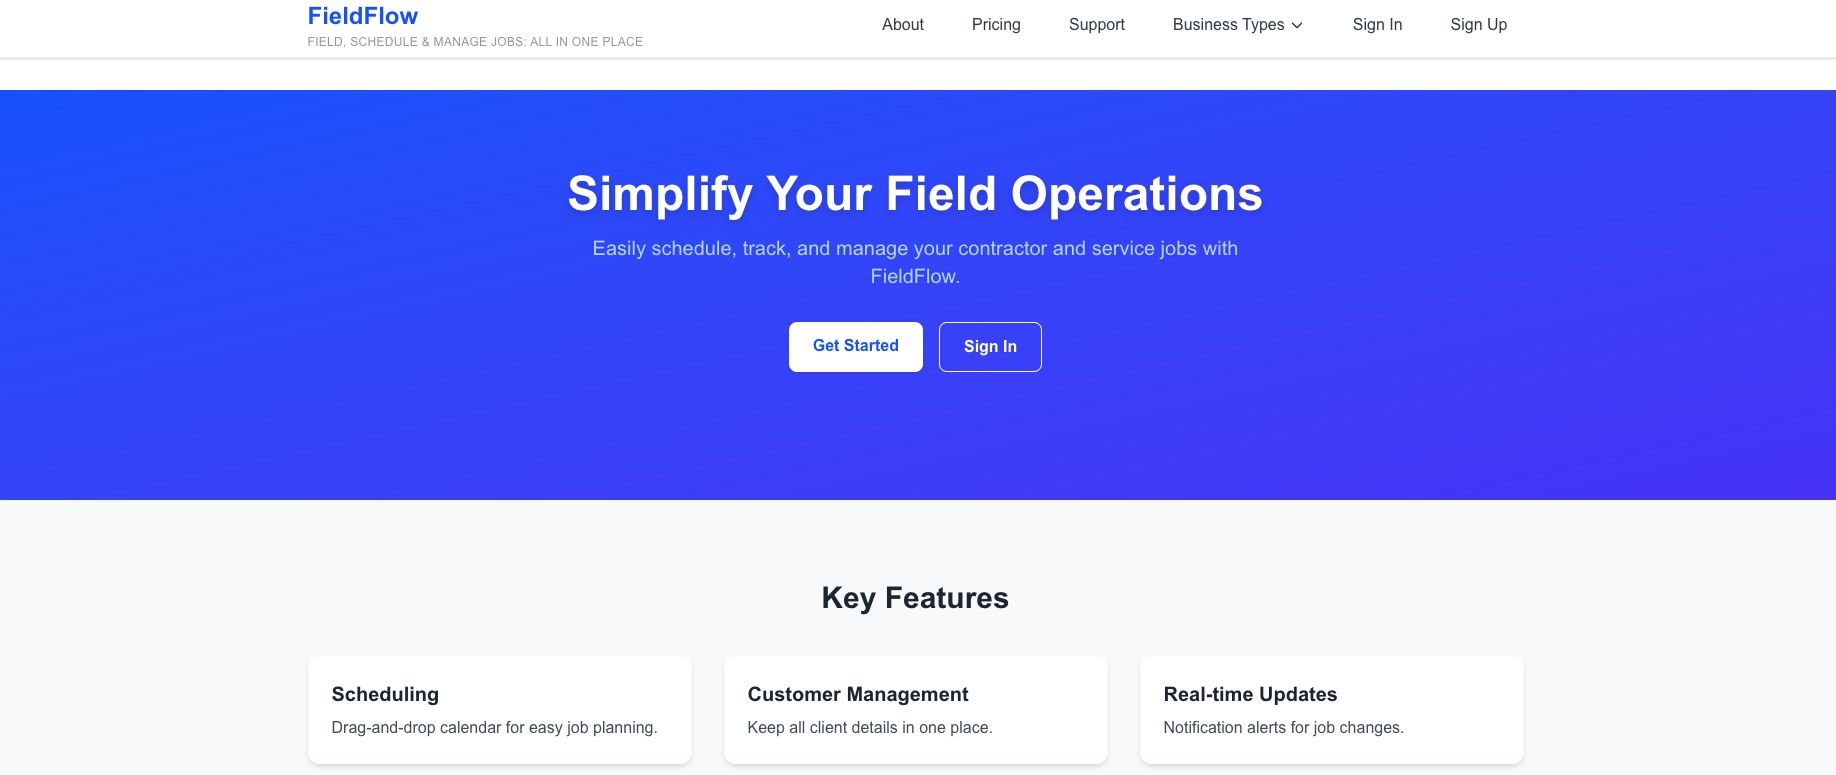 FieldFlow
FIELD, SCHEDULE & MANAGE JOBS: ALL IN ONE PLACE
About
Pricing
Support
Business Types
Sign In
Sign Up
Simplify Your Field Operations
Easily schedule, track, and manage your contractor and service jobs with
FieldFlow.
Get Started
Sign In
Key Features
Scheduling
Drag-and-drop calendar for easy job planning.
Customer Management
Keep all client details in one place.
Real-time Updates
Notification alerts for job changes.